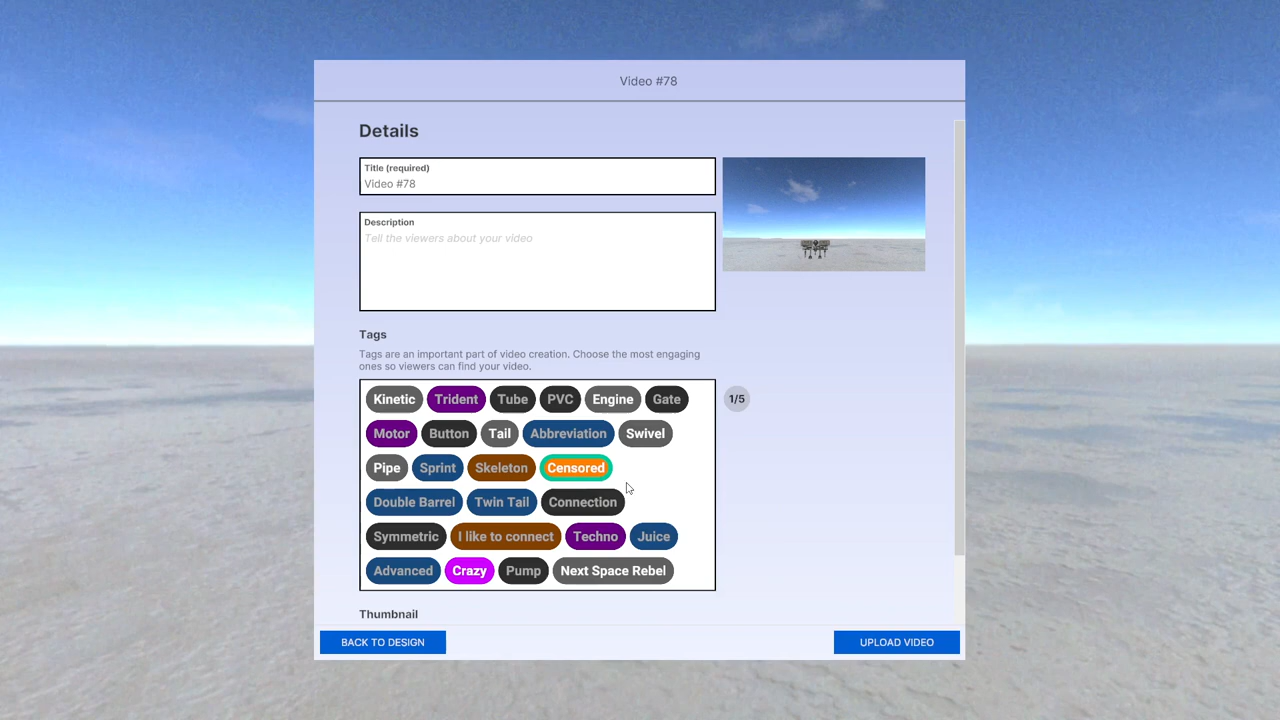 Video #78
Details
Title (required)
Video #78
Description
Tell the viewers about your video
Tags
Tags are an important part of video creation. Choose the most engaging
ones so viewers can find your video.
Kinetic Trident Tube PVC Engine Gate 1/5
Motor Button Tail Abbreviation Swivel
Pipe Sprint Skeleton Censored
Double Barrel Twin Tail Connection
Symmetric I like to connect Techno Juice
Advanced Crazy Pump Next Space Rebel
Thumbnail
BACK TO DESIGN UPLOAD VIDEO